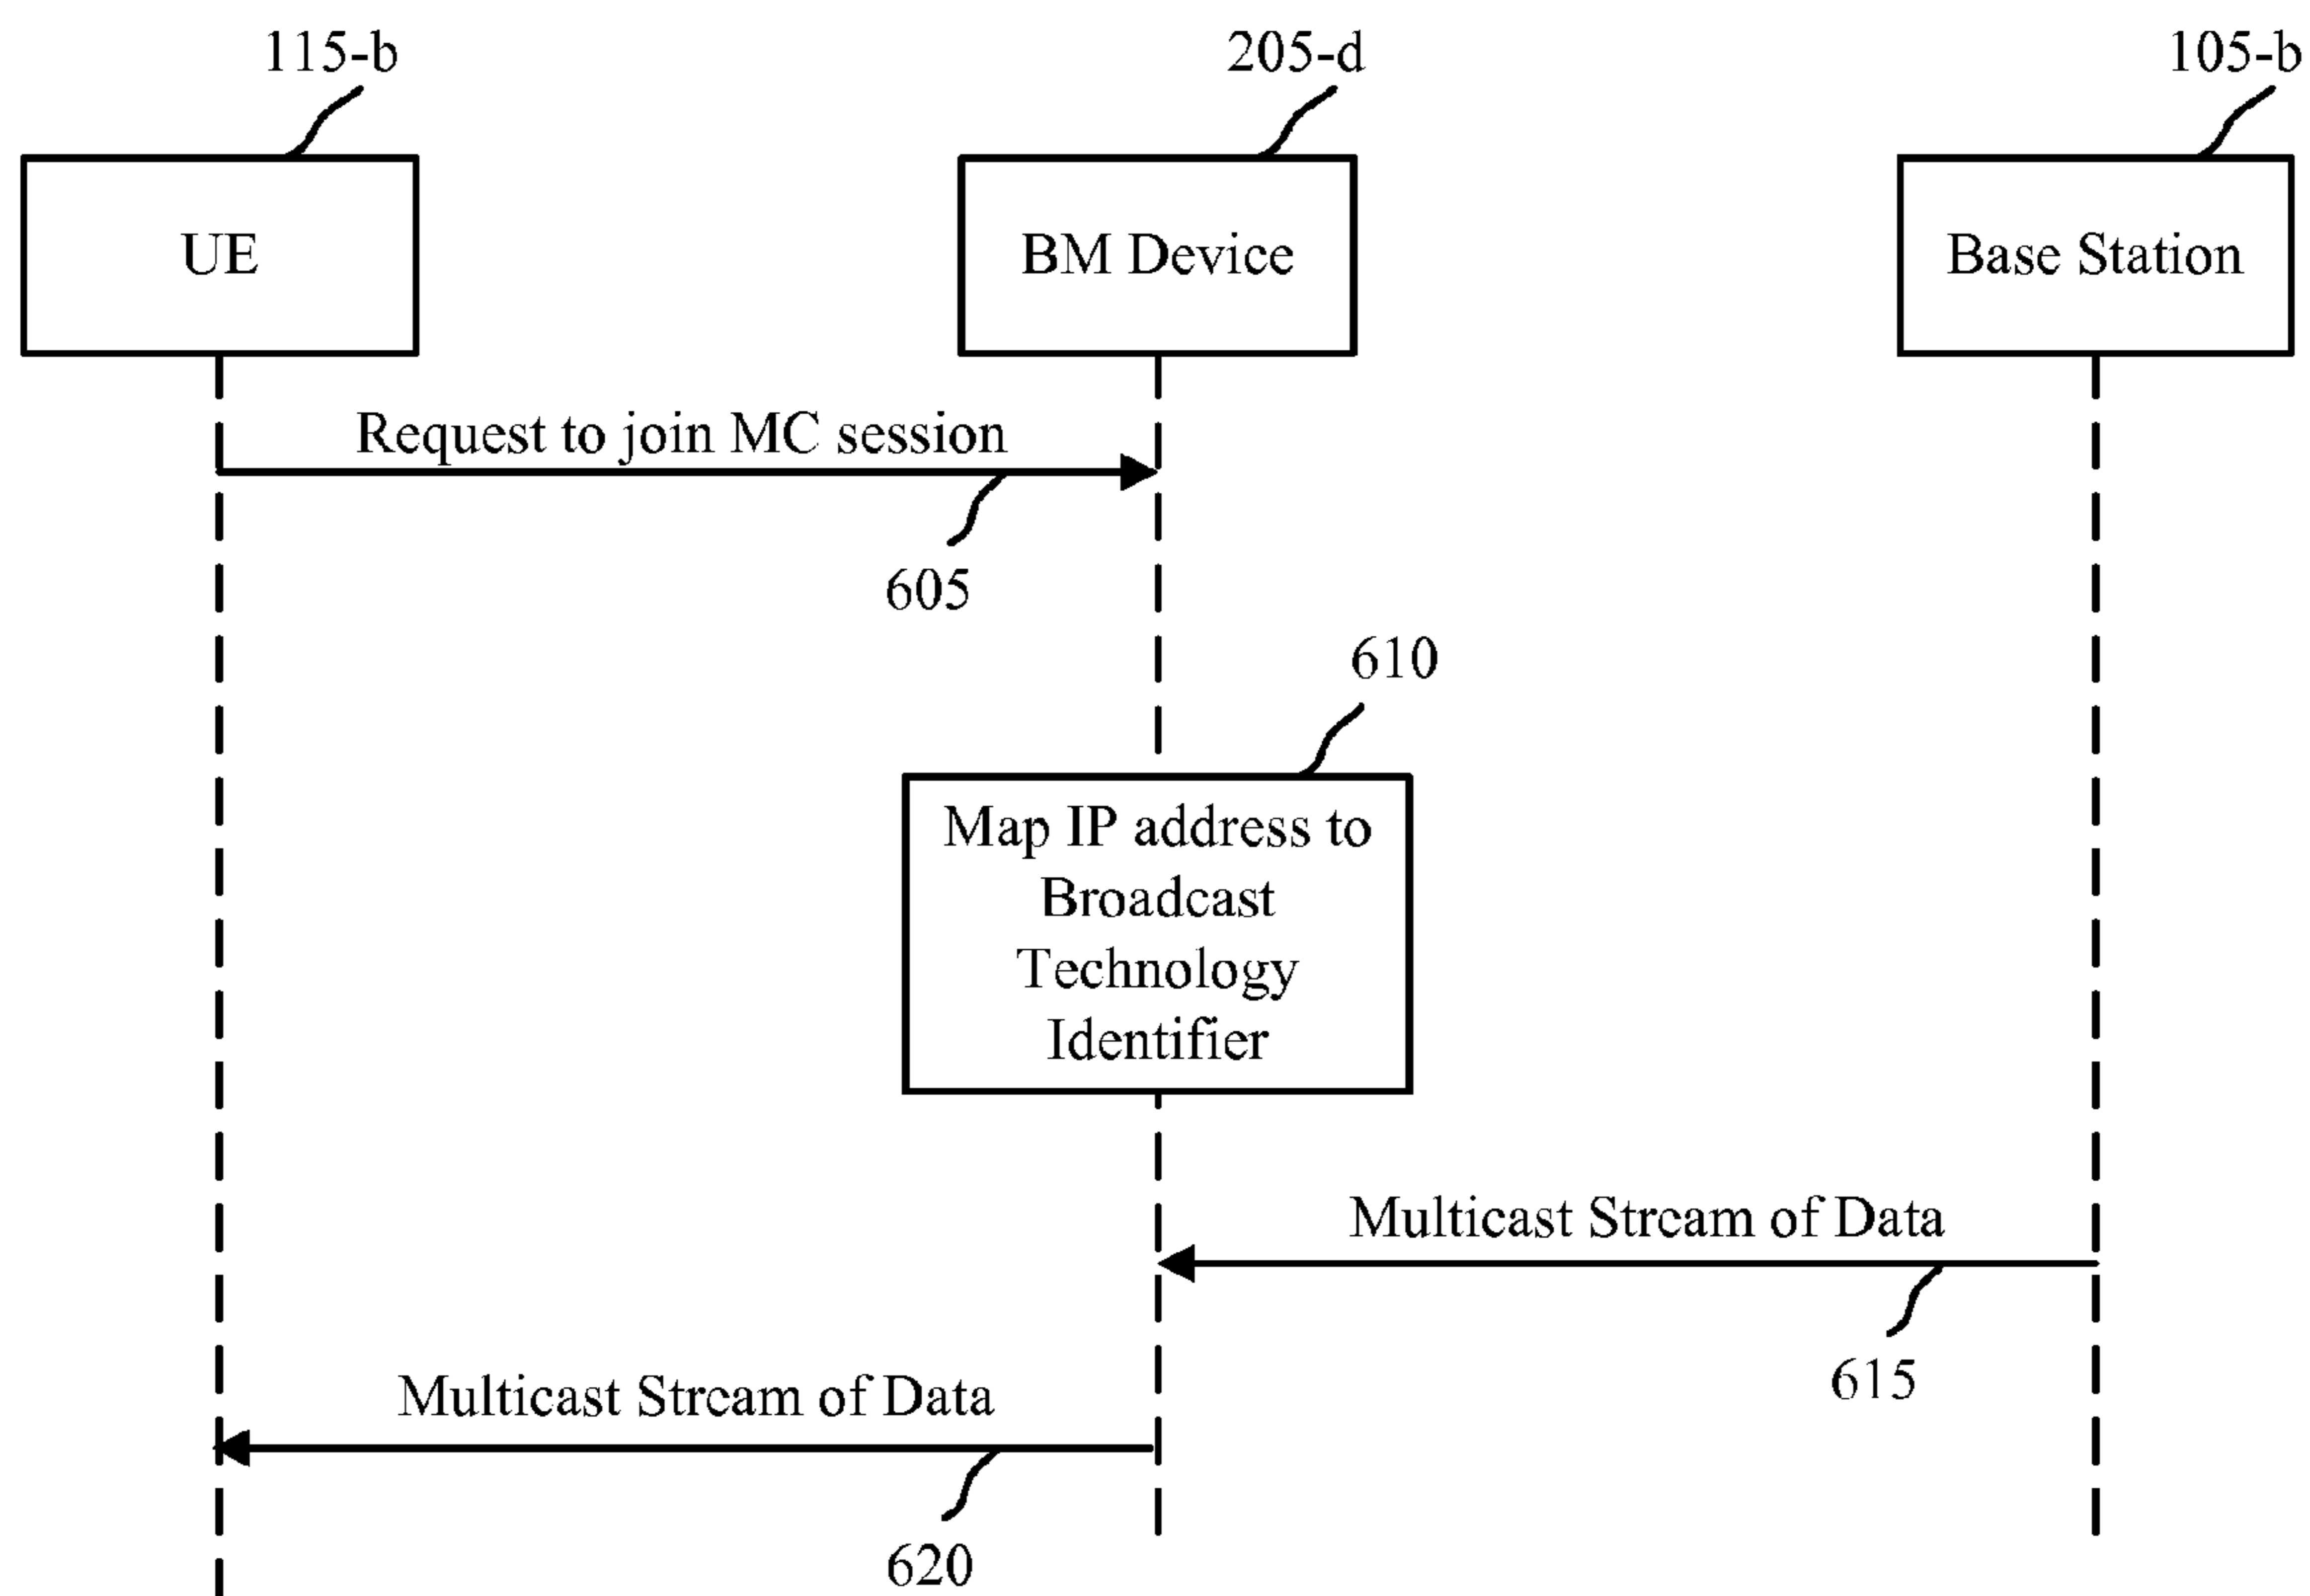 115-b
205-d
105-b
UE
BM Device
Base Station
Request to join MC session
605
610
Map IP address to
Broadcast
Technology
Identifier
Multicast Stream of Data
615
Multicast Stream of Data
620